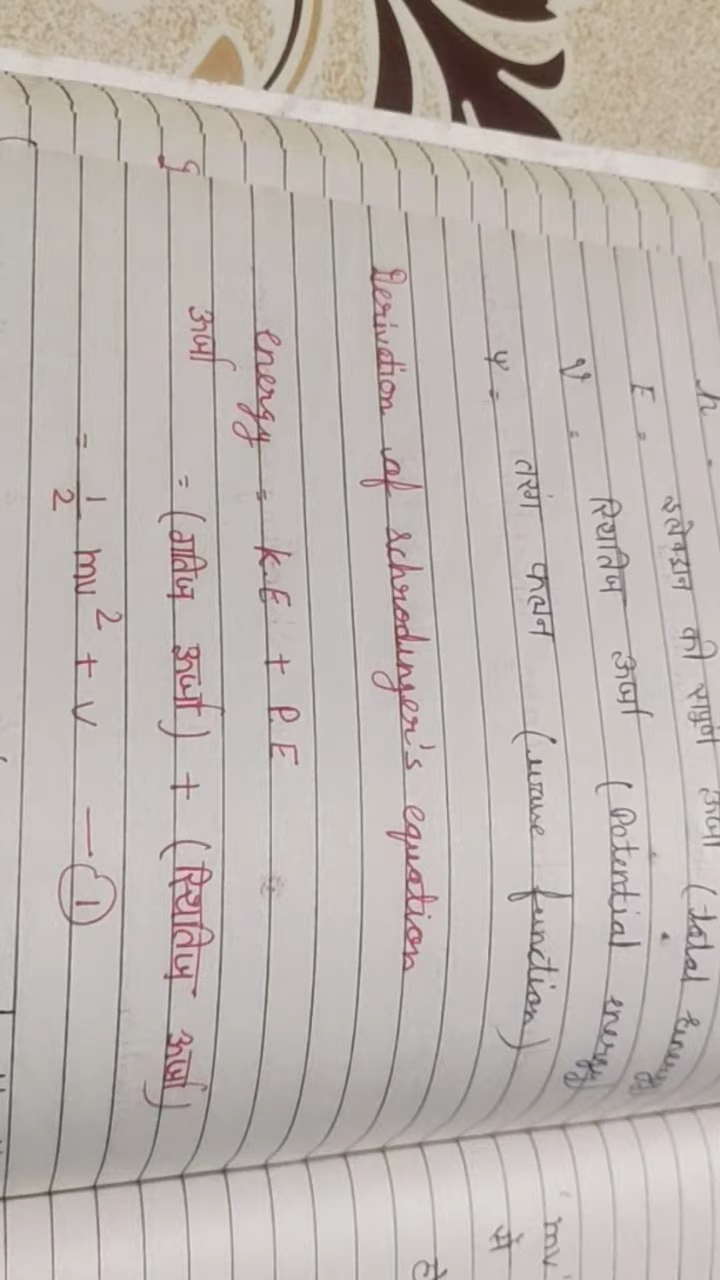 h =
E = इलेक्ट्रान की सम्पूर्ण ऊर्जा (total energy
V = स्थितिज ऊर्जा (Potential energy)
ψ = तरंग फलन (wave function)
Derivation of schrodinger's equation
energy = K.E + P.E
ऊर्जा = (गतिज ऊर्जा) + (स्थितिज ऊर्जा)
= 1/2 mv² + v — ①
mv
में